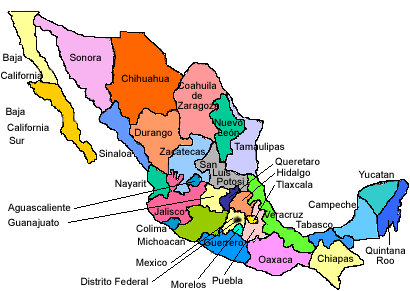 Baja
California
Sonora
Chihuahua
Coahuila
de
Zaragoza
Baja
California
Sur
Nuevo
León
Durango
Tamaulipas
Sinaloa
Zacatecas
San
Luis
Potosi
Queretaro
Hidalgo
Tlaxcala
Nayarit
Yucatan
Aguascaliente
Guanajuato
Jalisco
Veracruz
Campeche
Tabasco
Colima
Michoacan
Guerrero
Quintana
Roo
Mexico
Distrito Federal
Morelos
Puebla
Oaxaca
Chiapas